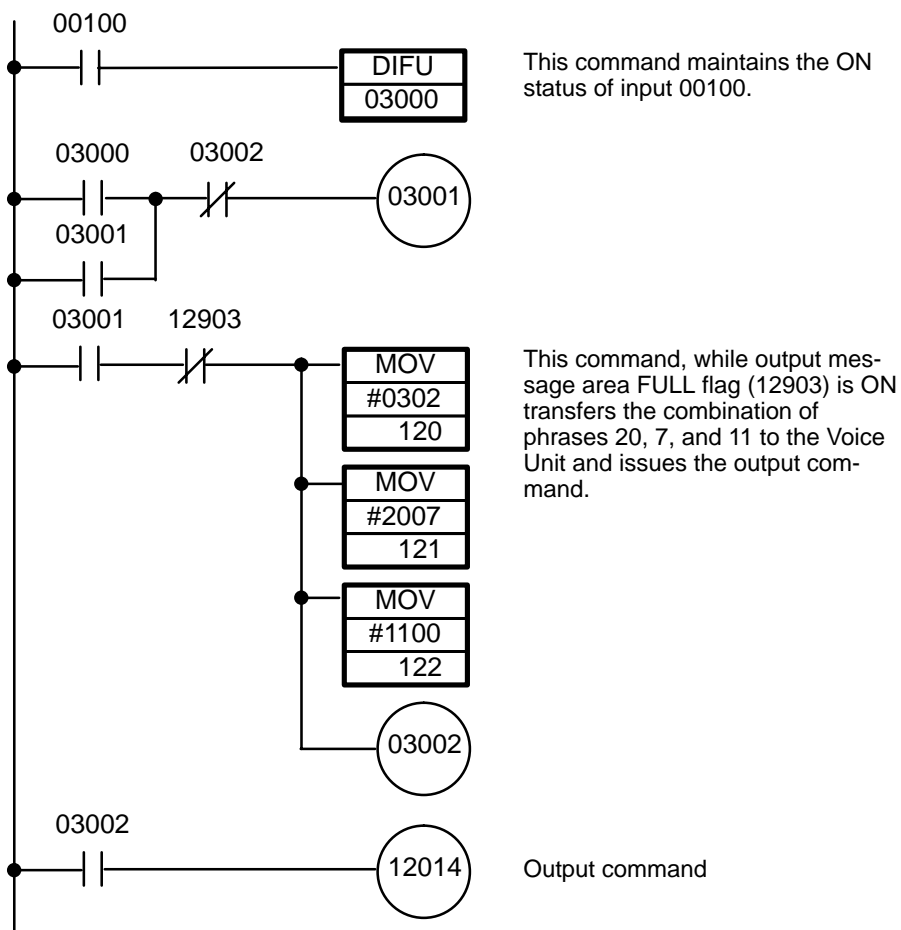 00100
DIFU
03000
This command maintains the ON
status of input 00100.
03000 03002
03001
03001
03001 12903
MOV
#0302
120
This command, while output mes-
sage area FULL flag (12903) is ON
transfers the combination of
phrases 20, 7, and 11 to the Voice
Unit and issues the output com-
mand.
MOV
#2007
121
MOV
#1100
122
03002
03002
12014
Output command